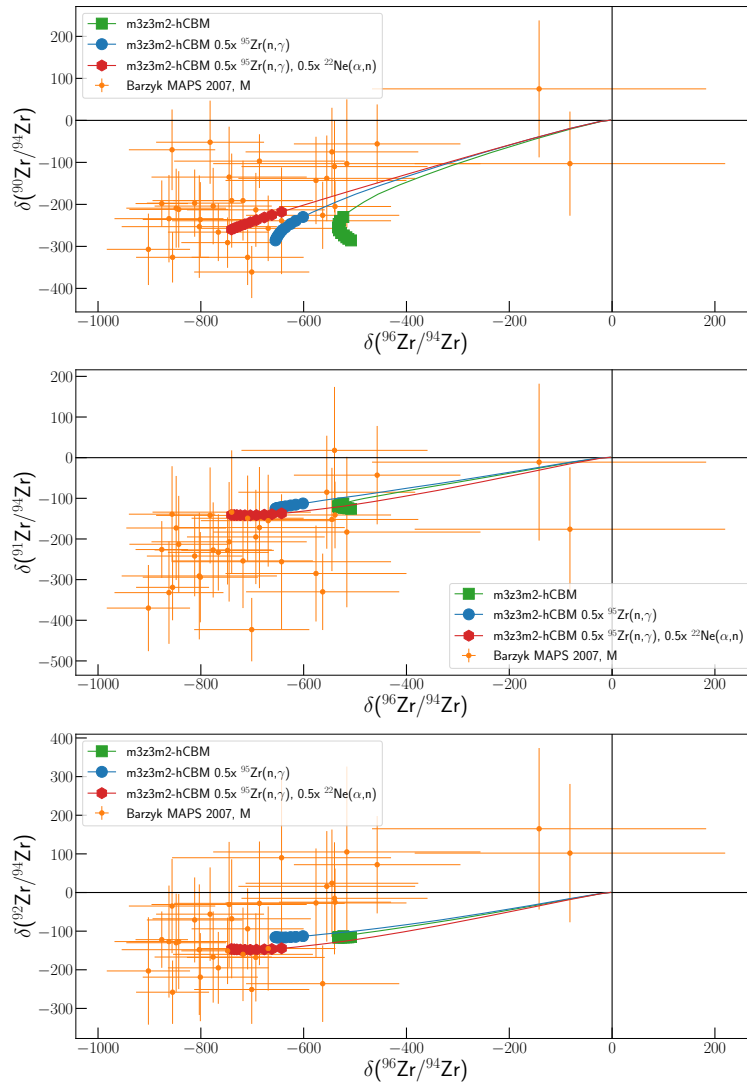 m3z3m2-hCBM
m3z3m2-hCBM 0.5x ⁹⁵Zr(n,γ)
m3z3m2-hCBM 0.5x ⁹⁵Zr(n,γ), 0.5x ²²Ne(α,n)
Barzyk MAPS 2007, M
200
100
0
−100
−200
−300
−400
δ(⁹⁰Zr/⁹⁴Zr)
−1000 −800 −600 −400 −200 0 200
δ(⁹⁶Zr/⁹⁴Zr)
200
100
0
−100
−200
−300
−400
−500
δ(⁹¹Zr/⁹⁴Zr)
m3z3m2-hCBM
m3z3m2-hCBM 0.5x ⁹⁵Zr(n,γ)
m3z3m2-hCBM 0.5x ⁹⁵Zr(n,γ), 0.5x ²²Ne(α,n)
Barzyk MAPS 2007, M
−1000 −800 −600 −400 −200 0 200
δ(⁹⁶Zr/⁹⁴Zr)
m3z3m2-hCBM
m3z3m2-hCBM 0.5x ⁹⁵Zr(n,γ)
m3z3m2-hCBM 0.5x ⁹⁵Zr(n,γ), 0.5x ²²Ne(α,n)
Barzyk MAPS 2007, M
400
300
200
100
0
−100
−200
−300
δ(⁹²Zr/⁹⁴Zr)
−1000 −800 −600 −400 −200 0 200
δ(⁹⁶Zr/⁹⁴Zr)